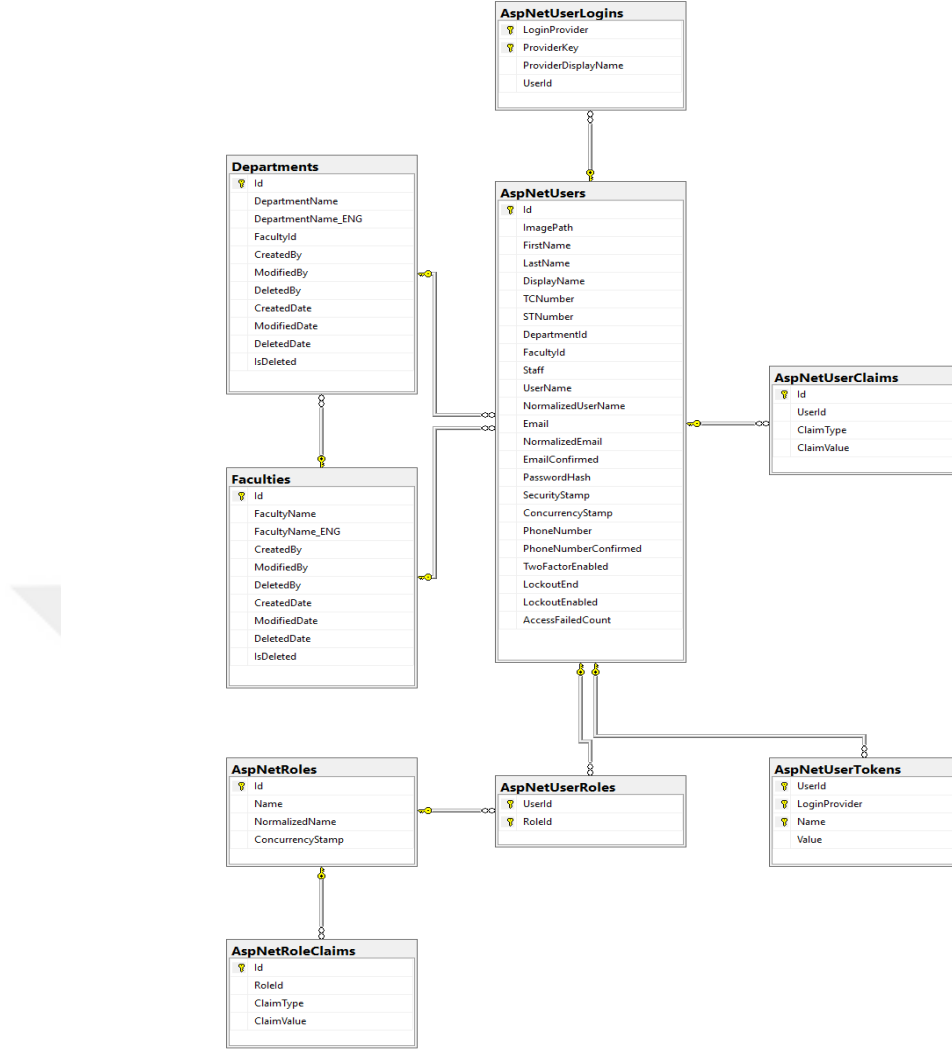 AspNetUserLogins
LoginProvider
ProviderKey
ProviderDisplayName
UserId
Departments
Id
DepartmentName
DepartmentName_ENG
FacultyId
CreatedBy
ModifiedBy
DeletedBy
CreatedDate
ModifiedDate
DeletedDate
IsDeleted
AspNetUsers
Id
ImagePath
FirstName
LastName
DisplayName
TCNumber
STNumber
DepartmentId
FacultyId
Staff
UserName
NormalizedUserName
Email
NormalizedEmail
EmailConfirmed
PasswordHash
SecurityStamp
ConcurrencyStamp
PhoneNumber
PhoneNumberConfirmed
TwoFactorEnabled
LockoutEnd
LockoutEnabled
AccessFailedCount
AspNetUserClaims
Id
UserId
ClaimType
ClaimValue
Faculties
Id
FacultyName
FacultyName_ENG
CreatedBy
ModifiedBy
DeletedBy
CreatedDate
ModifiedDate
DeletedDate
IsDeleted
AspNetRoles
Id
Name
NormalizedName
ConcurrencyStamp
AspNetUserRoles
UserId
RoleId
AspNetUserTokens
UserId
LoginProvider
Name
Value
AspNetRoleClaims
Id
RoleId
ClaimType
ClaimValue